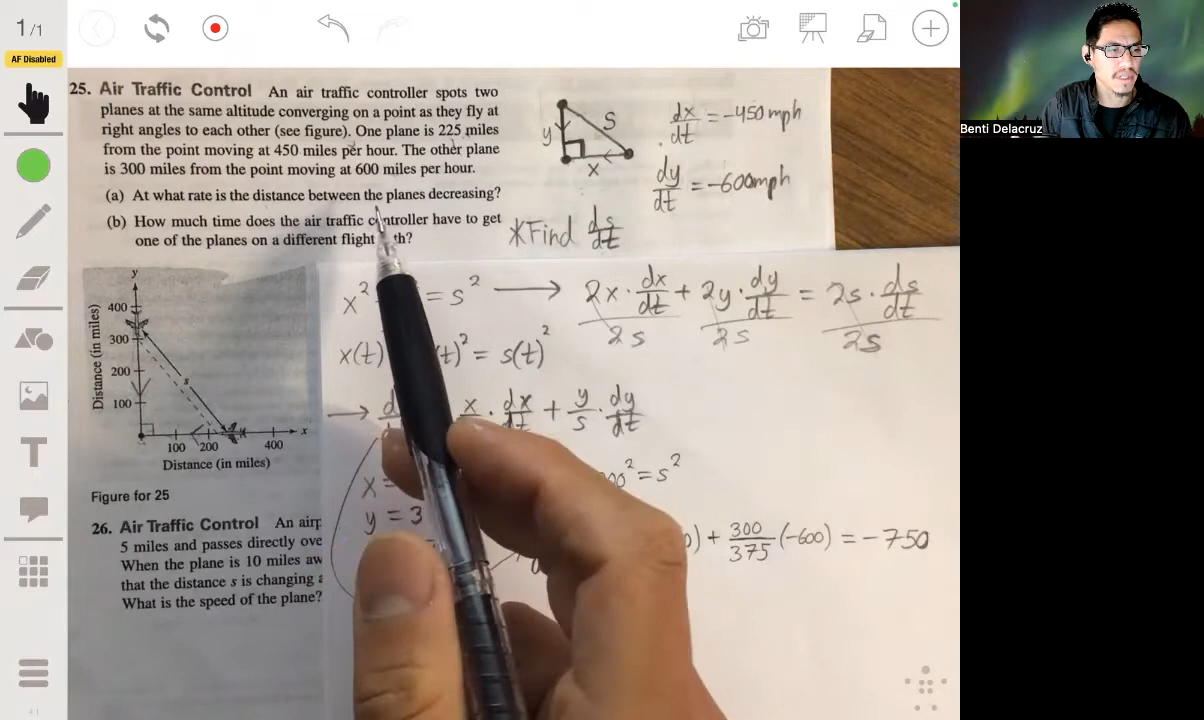 1/1
AF Disabled
Benti Delacruz
25. Air Traffic Control An air traffic controller spots two
planes at the same altitude converging on a point as they fly at
right angles to each other (see figure). One plane is 225 miles
from the point moving at 450 miles per hour. The other plane
is 300 miles from the point moving at 600 miles per hour.
(a) At what rate is the distance between the planes decreasing?
(b) How much time does the air traffic controller have to get
one of the planes on a different flight th?
y
S
x
dx/dt = -450 mph
dy/dt = -600mph
*Find ds/dt
y
Distance (in miles)
400
300
200
100
s
x
100 200 400
Distance (in miles)
Figure for 25
x² = s² → 2x · dx/dt + 2y · dy/dt = 2s · ds/dt
2s 2s 2s
x(t) (t)² = s(t)²
→ d x · dx/dt + y/s · dy/dt
x = 00² = s²
y = 3
0) + 300/375 (-600) = -750
26. Air Traffic Control An airp
5 miles and passes directly ove
When the plane is 10 miles aw
that the distance s is changing a
What is the speed of the plane?
T